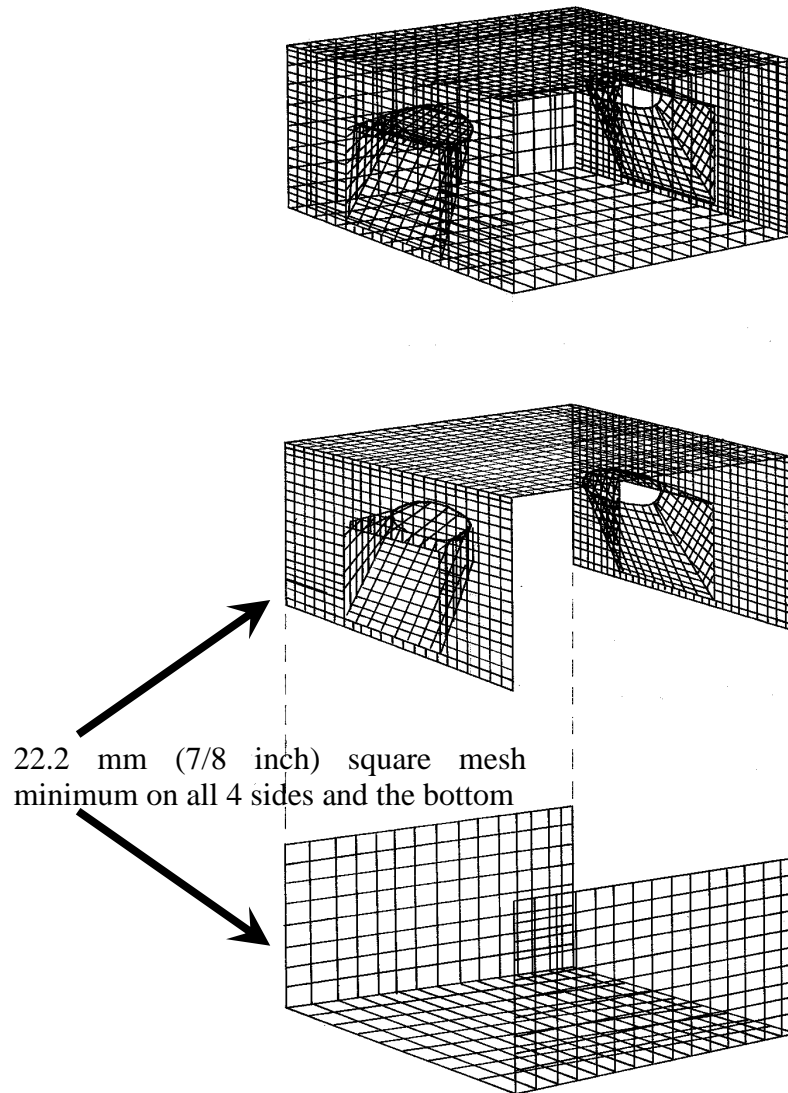 22.2 mm (7/8 inch) square mesh
minimum on all 4 sides and the bottom